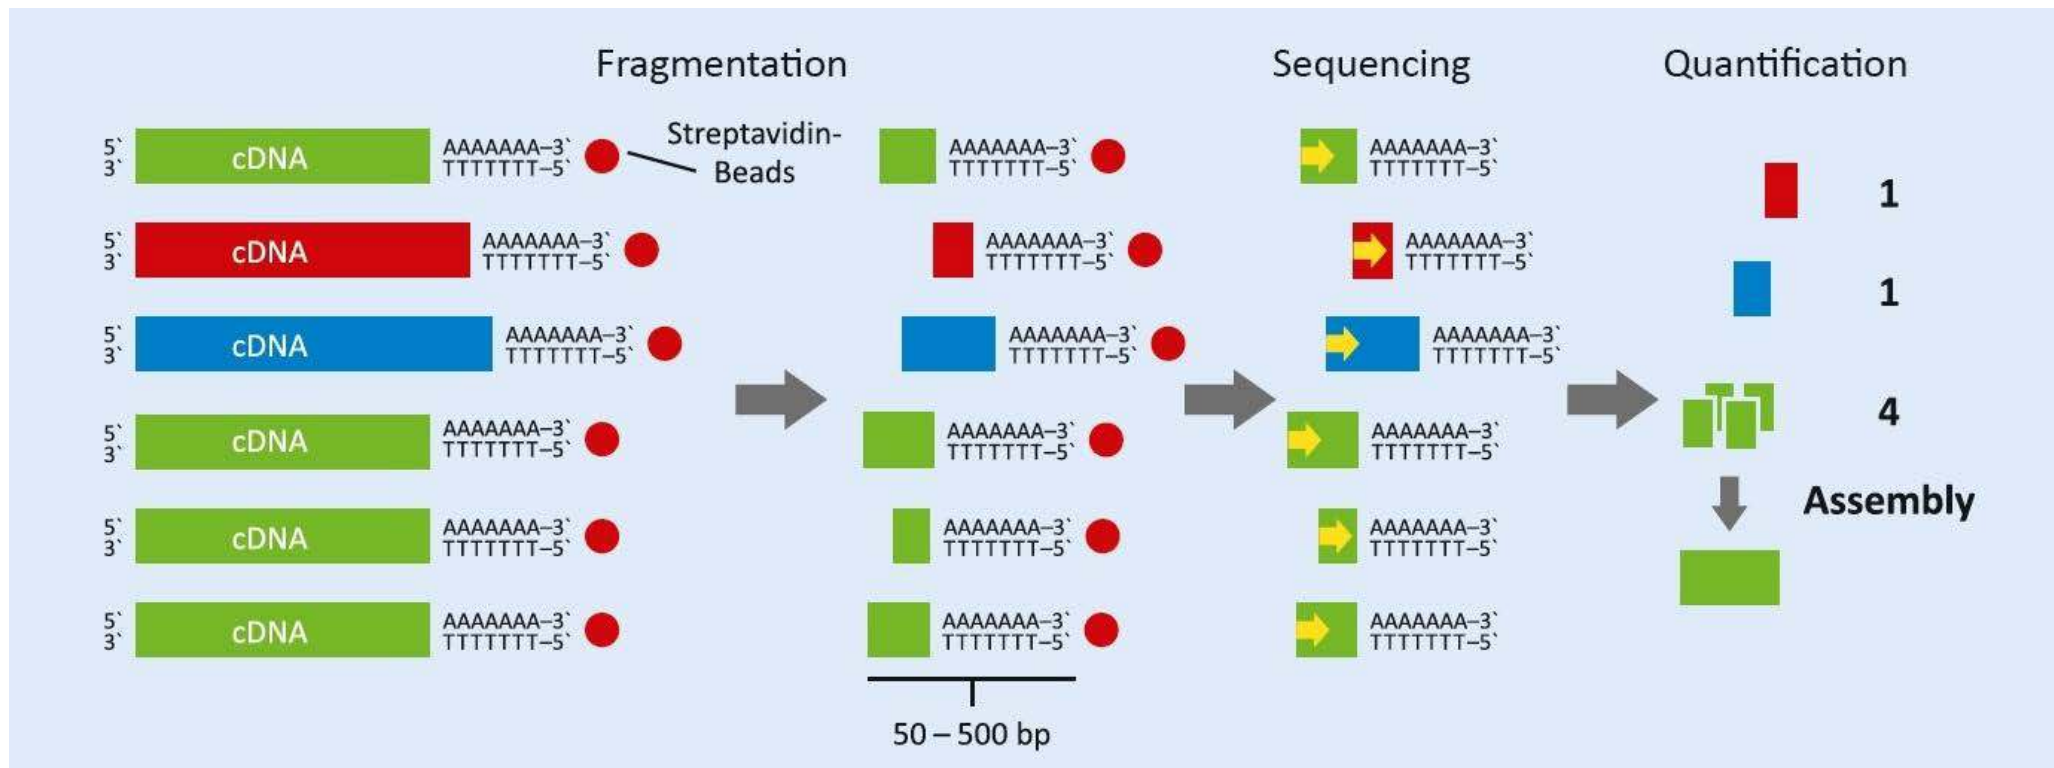 Fragmentation
Sequencing
Quantification
5` cDNA AAAAAAA–3`
3` TTTTTTT–5`
Streptavidin-
Beads
AAAAAAA–3`
TTTTTTT–5`
AAAAAAA–3`
TTTTTTT–5`
5` cDNA AAAAAAA–3`
3` TTTTTTT–5`
AAAAAAA–3`
TTTTTTT–5`
AAAAAAA–3`
TTTTTTT–5`
1
5` cDNA AAAAAAA–3`
3` TTTTTTT–5`
AAAAAAA–3`
TTTTTTT–5`
AAAAAAA–3`
TTTTTTT–5`
1
5` cDNA AAAAAAA–3`
3` TTTTTTT–5`
AAAAAAA–3`
TTTTTTT–5`
AAAAAAA–3`
TTTTTTT–5`
4
5` cDNA AAAAAAA–3`
3` TTTTTTT–5`
AAAAAAA–3`
TTTTTTT–5`
AAAAAAA–3`
TTTTTTT–5`
Assembly
5` cDNA AAAAAAA–3`
3` TTTTTTT–5`
AAAAAAA–3`
TTTTTTT–5`
AAAAAAA–3`
TTTTTTT–5`
50 – 500 bp